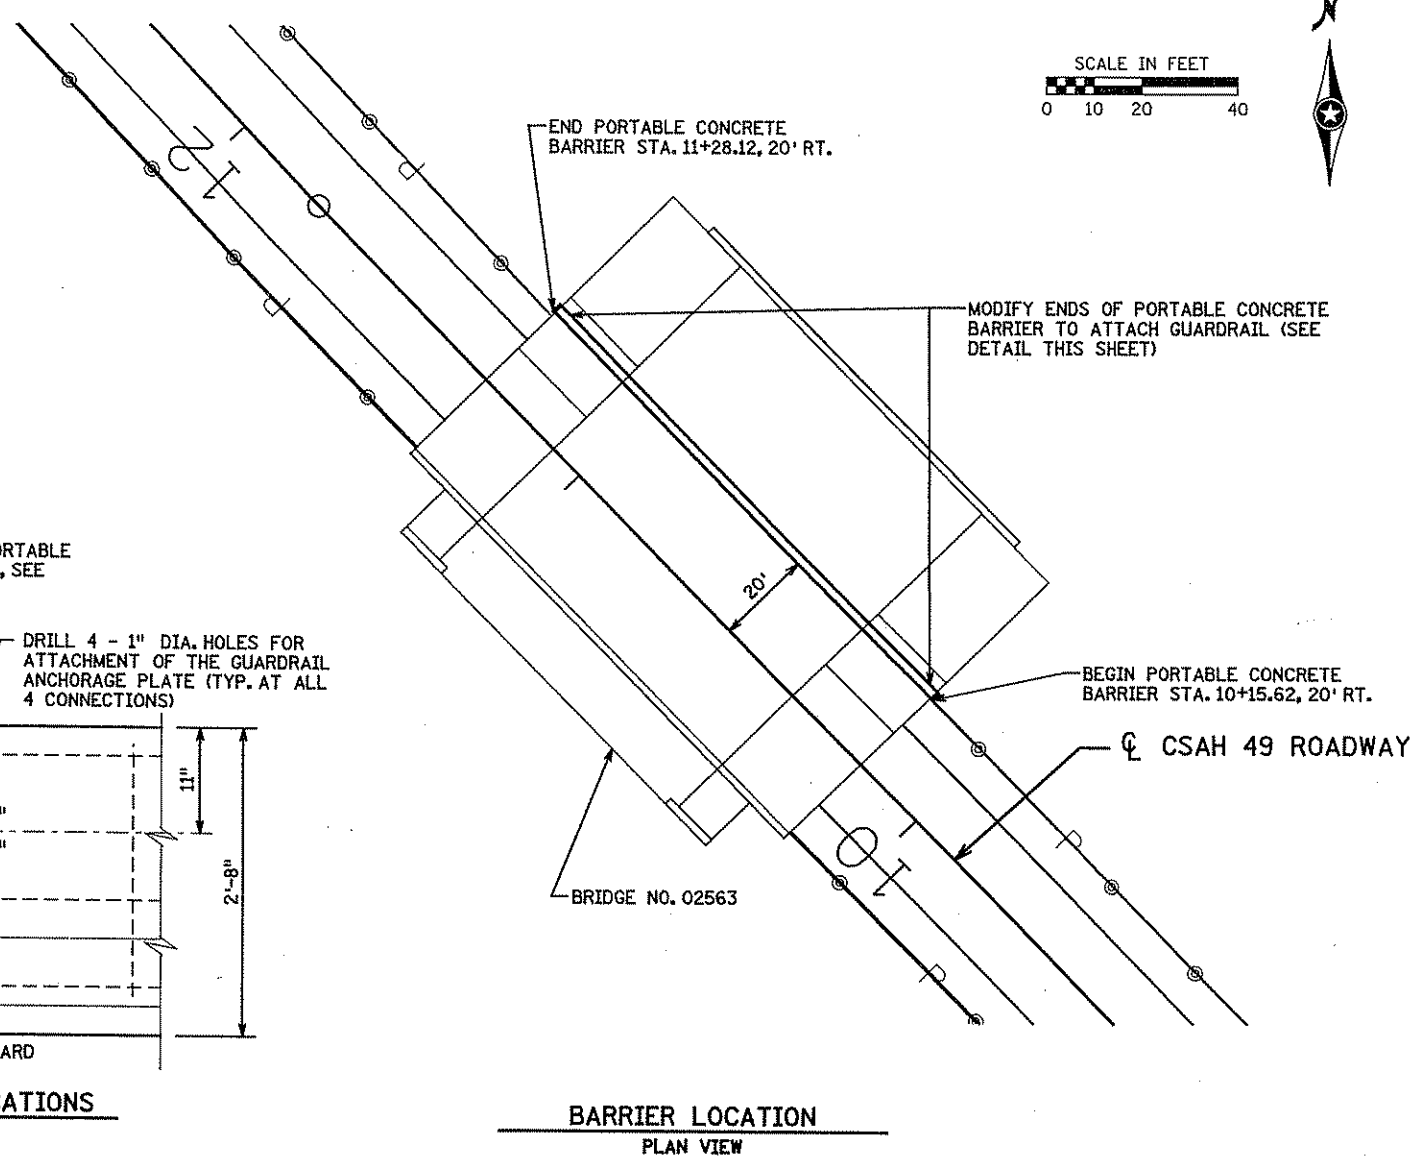 N
SCALE IN FEET
0 10 20 40
END PORTABLE CONCRETE
BARRIER STA. 11+28.12, 20' RT.
12
MODIFY ENDS OF PORTABLE CONCRETE
BARRIER TO ATTACH GUARDRAIL (SEE
DETAIL THIS SHEET)
ORTABLE
, SEE
20'
DRILL 4 - 1" DIA. HOLES FOR
ATTACHMENT OF THE GUARDRAIL
ANCHORAGE PLATE (TYP. AT ALL
4 CONNECTIONS)
BEGIN PORTABLE CONCRETE
BARRIER STA. 10+15.62, 20' RT.
℄ CSAH 49 ROADWAY
11"
"
"
2'-8"
10
BRIDGE NO. 02563
ARD
ATIONS
BARRIER LOCATION
PLAN VIEW